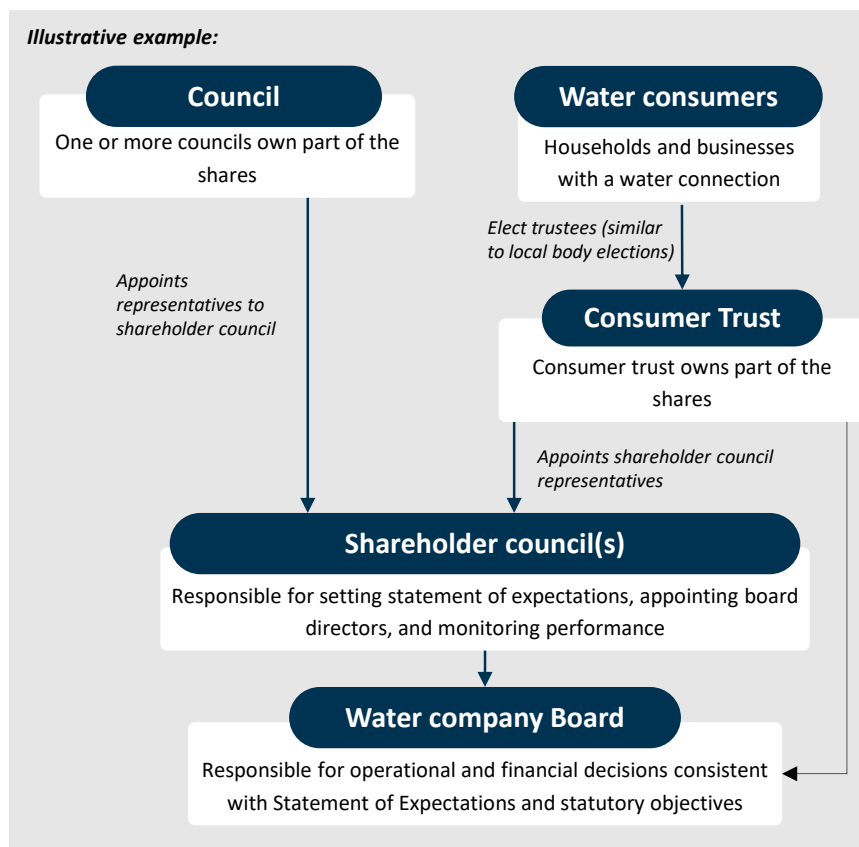 Illustrative example:
Council
One or more councils own part of the
shares
Water consumers
Households and businesses
with a water connection
Elect trustees (similar
to local body elections)
Appoints
representatives to
shareholder council
Consumer Trust
Consumer trust owns part of the
shares
Appoints shareholder council
representatives
Shareholder council(s)
Responsible for setting statement of expectations, appointing board
directors, and monitoring performance
Water company Board
Responsible for operational and financial decisions consistent
with Statement of Expectations and statutory objectives